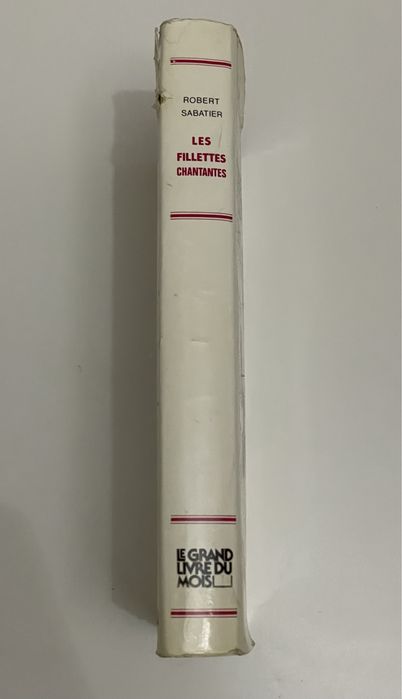 ROBERT
SABATIER
LES
FILLETTES
CHANTANTES
LE GRAND
LIVRE DU
MOIS